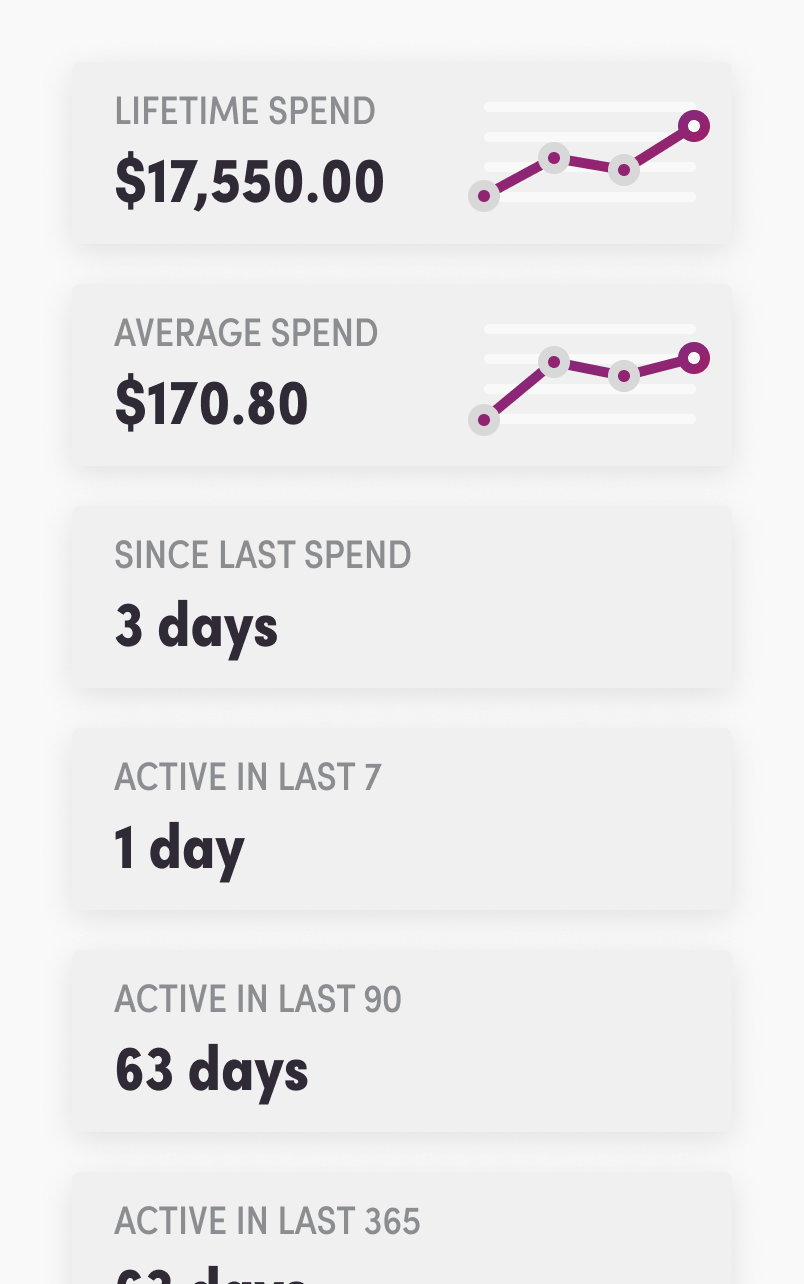 LIFETIME SPEND
$17,550.00
AVERAGE SPEND
$170.80
SINCE LAST SPEND
3 days
ACTIVE IN LAST 7
1 day
ACTIVE IN LAST 90
63 days
ACTIVE IN LAST 365